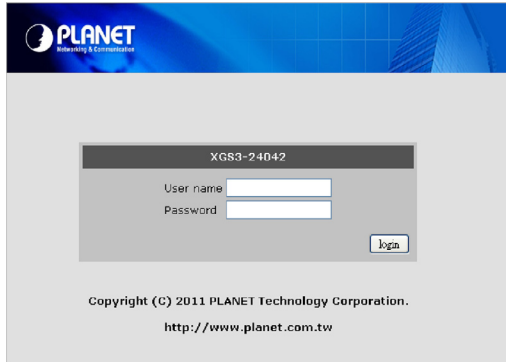 PLANET
Networking & Communication
XGS3-24042
User name
Password
login
Copyright (C) 2011 PLANET Technology Corporation.
http://www.planet.com.tw